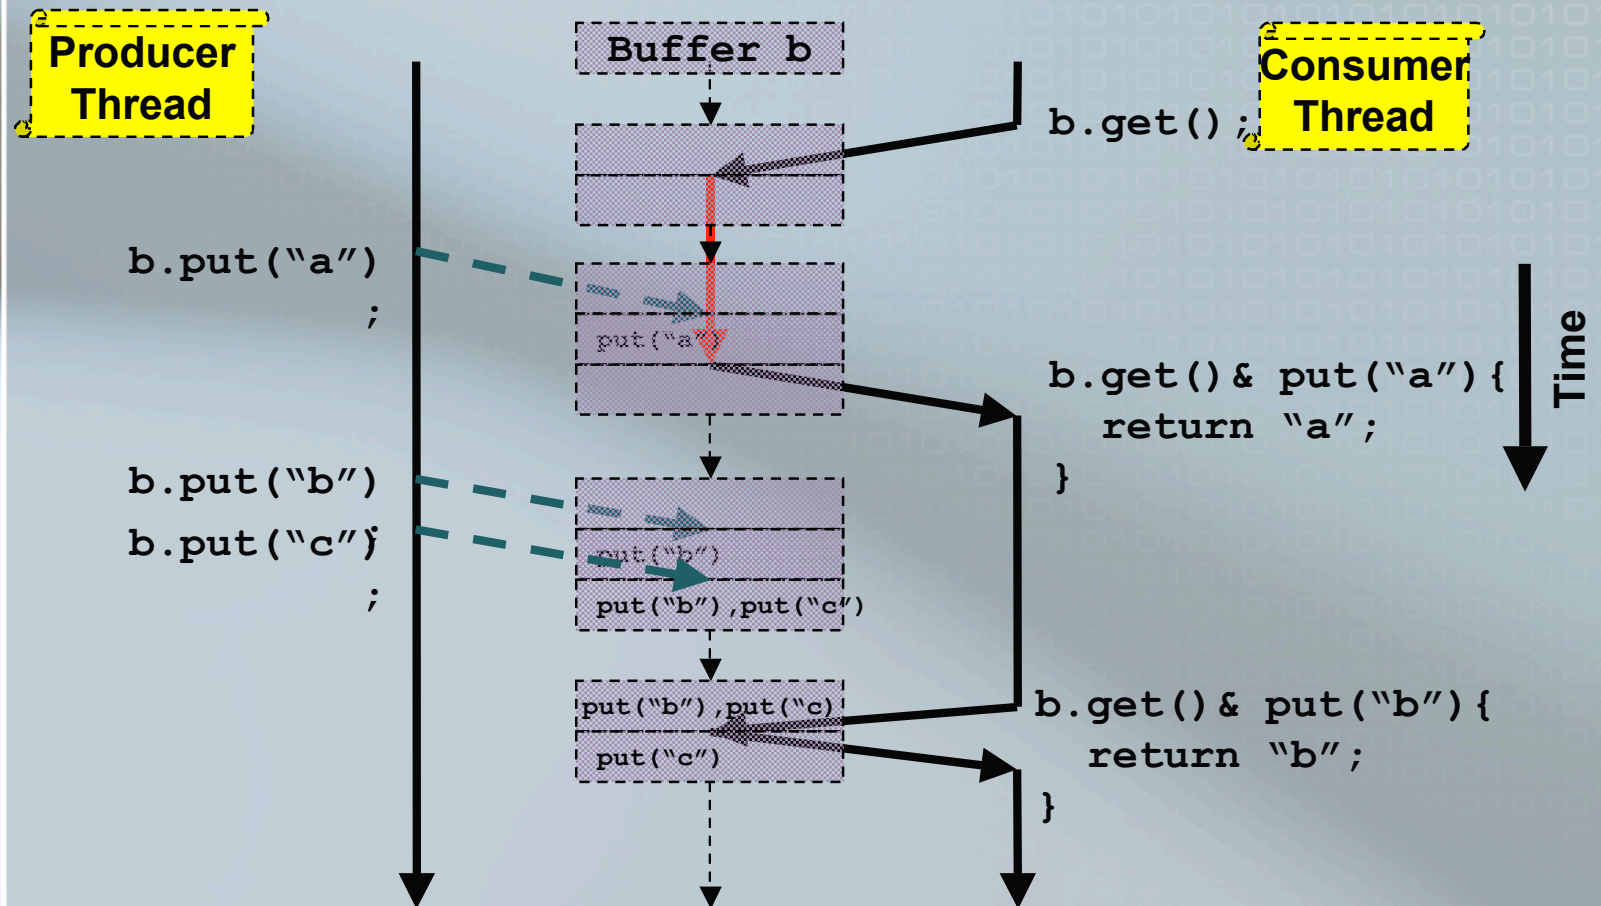 Producer
Thread
Buffer b
Consumer
Thread
b.get();
b.put(“a”)
;
put(“a”)
b.get()& put(“a”){
return “a”;
}
Time
b.put(“b”)
;
b.put(“c”)
;
put(“b”)
put(“b”),put(“c”)
put(“b”),put(“c)
put(“c”)
b.get()& put(“b”){
return “b”;
}